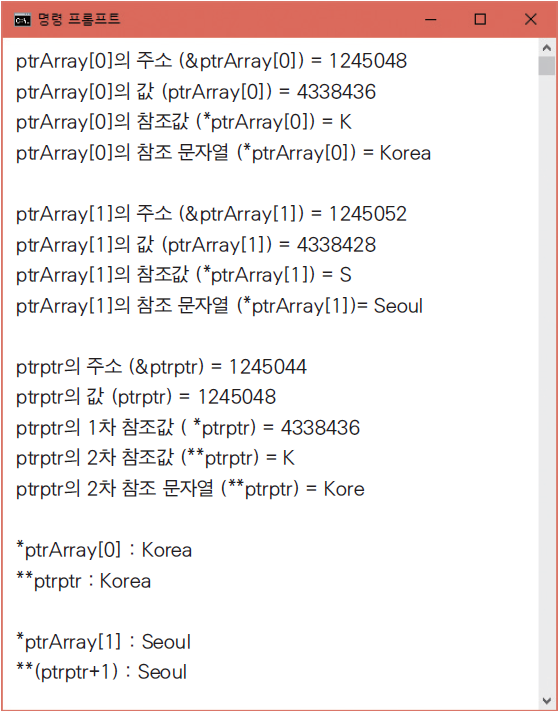 명령 프롬프트
ptrArray[0]의 주소 (&ptrArray[0]) = 1245048
ptrArray[0]의 값 (ptrArray[0]) = 4338436
ptrArray[0]의 참조값 (*ptrArray[0]) = K
ptrArray[0]의 참조 문자열 (*ptrArray[0]) = Korea
ptrArray[1]의 주소 (&ptrArray[1]) = 1245052
ptrArray[1]의 값 (ptrArray[1]) = 4338428
ptrArray[1]의 참조값 (*ptrArray[1]) = S
ptrArray[1]의 참조 문자열 (*ptrArray[1])= Seoul
ptrptr의 주소 (&ptrptr) = 1245044
ptrptr의 값 (ptrptr) = 1245048
ptrptr의 1차 참조값 ( *ptrptr) = 4338436
ptrptr의 2차 참조값 (**ptrptr) = K
ptrptr의 2차 참조 문자열 (**ptrptr) = Kore
*ptrArray[0] : Korea
**ptrptr : Korea
*ptrArray[1] : Seoul
**(ptrptr+1) : Seoul